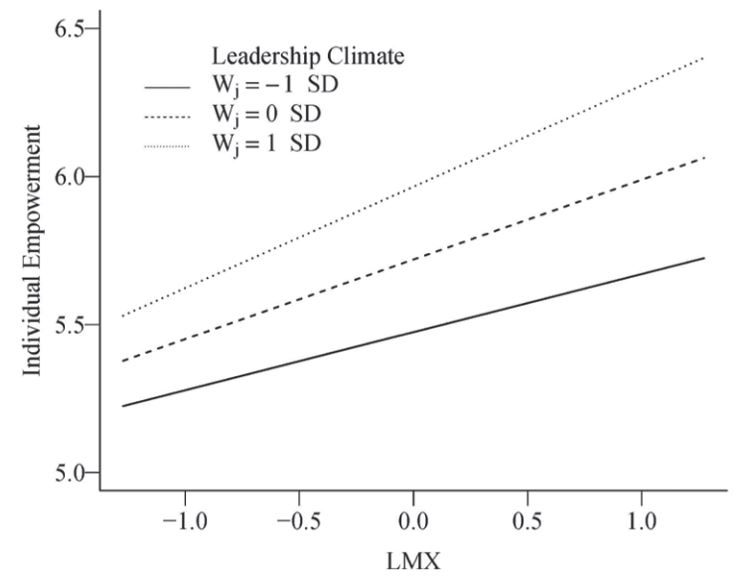 6.5
Leadership Climate
Wj = −1 SD
Wj = 0 SD
Wj = 1 SD
6.0
Individual Empowerment
5.5
5.0
−1.0 −0.5 0.0 0.5 1.0
LMX